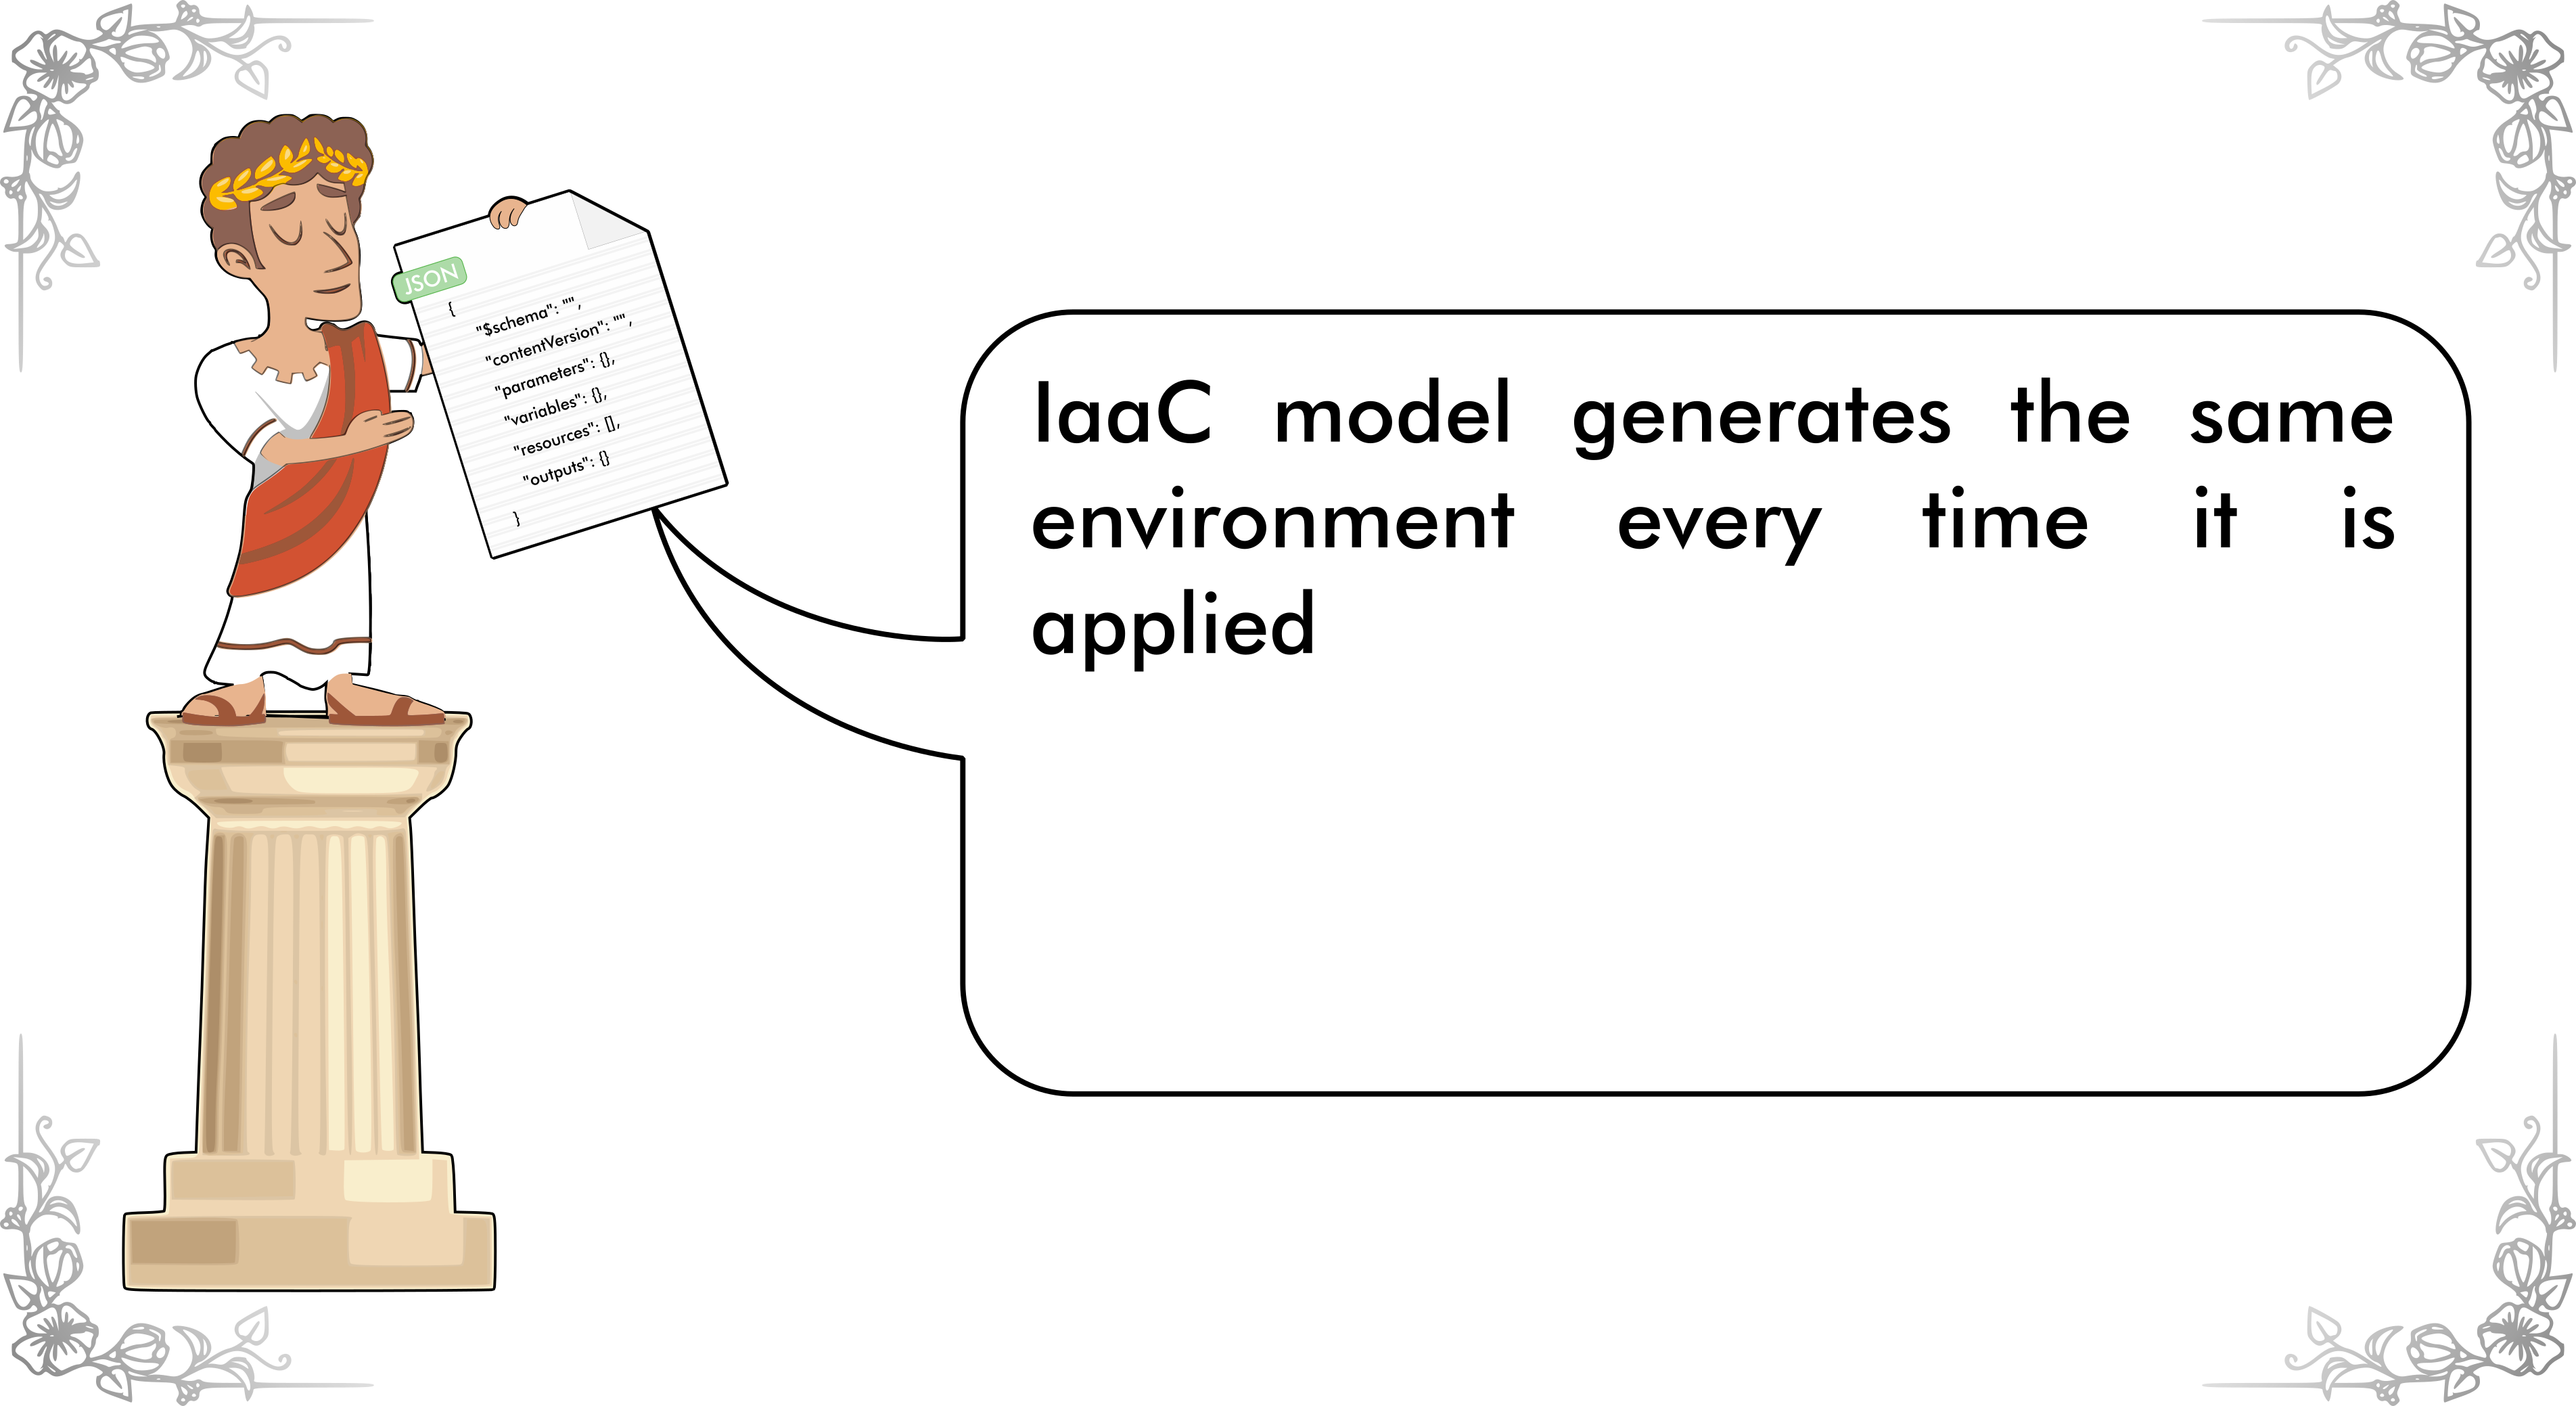 JSON
{
"$schema": "",
"contentVersion": "",
"parameters": {},
"variables": {},
"resources": [],
"outputs": {}
}
IaaC model generates the same
environment every time it is
applied